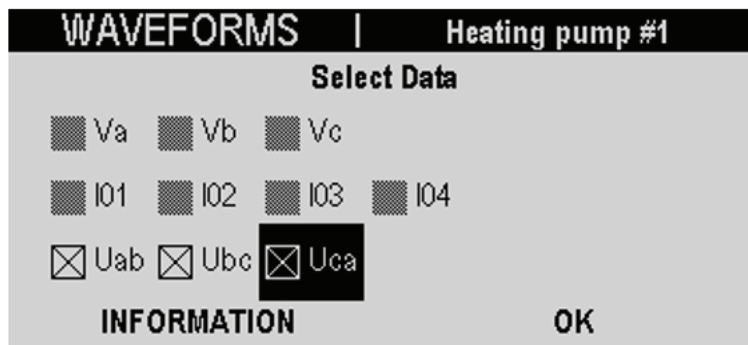 WAVEFORMS | Heating pump #1
Select Data
Va Vb Vc
I01 I02 I03 I04
Uab Ubc Uca
INFORMATION OK